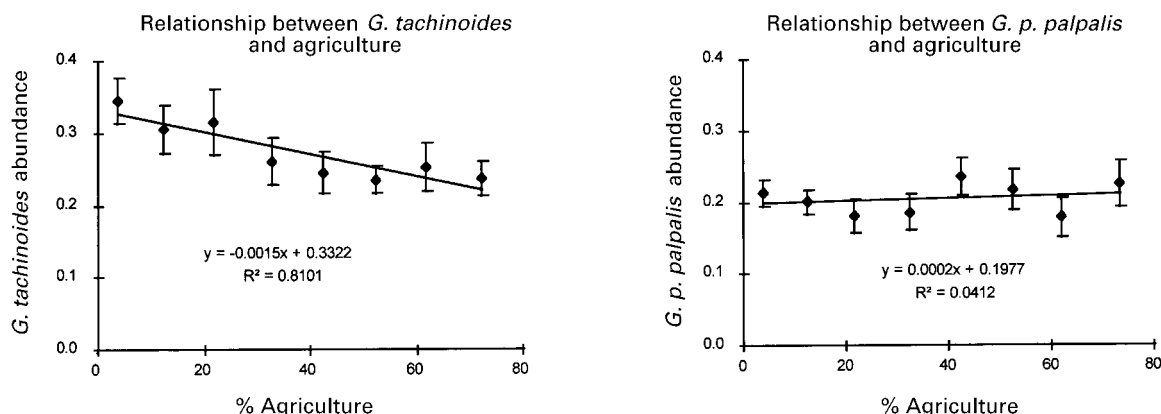 Relationship between G. tachinoides
and agriculture
G. tachinoides abundance
0.4
0.3
0.2
0.1
0.0
y = -0.0015x + 0.3322
R² = 0.8101
0 20 40 60 80
% Agriculture
Relationship between G. p. palpalis
and agriculture
G. p. palpalis abundance
0.4
0.3
0.2
0.1
0.0
y = 0.0002x + 0.1977
R² = 0.0412
0 20 40 60 80
% Agriculture